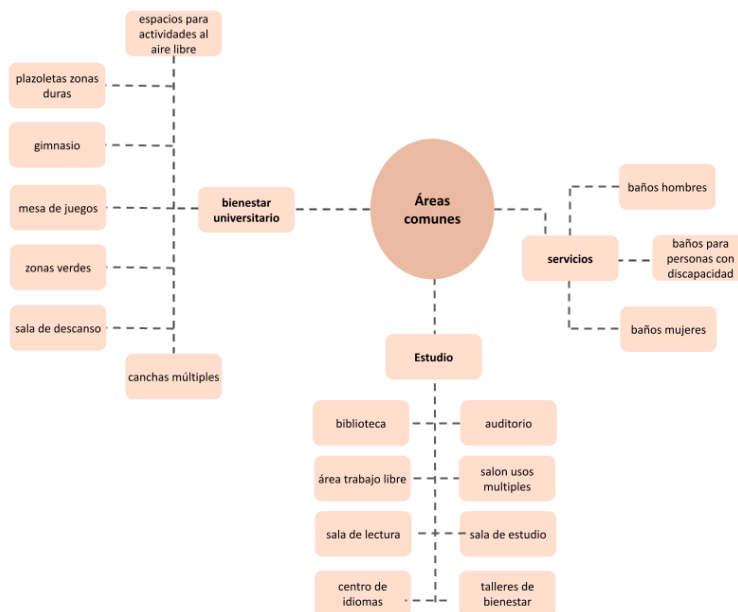 espacios para
actividades al
aire libre
plazoletas zonas
duras
gimnasio
mesa de juegos
zonas verdes
sala de descanso
canchas múltiples
bienestar
universitario
Áreas
comunes
servicios
baños hombres
baños para
personas con
discapacidad
baños mujeres
Estudio
biblioteca
auditorio
área trabajo libre
salon usos
multiples
sala de lectura
sala de estudio
centro de
idiomas
talleres de
bienestar